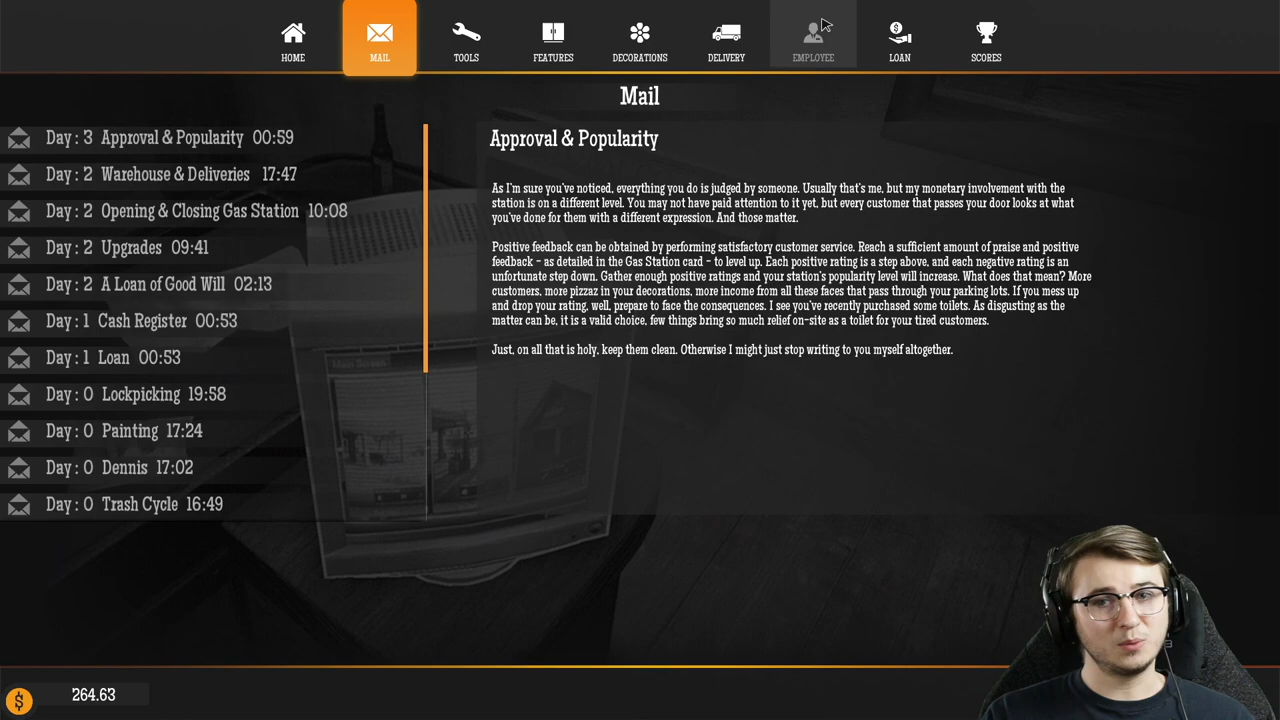 HOME
MAIL
TOOLS
FEATURES
DECORATIONS
DELIVERY
EMPLOYEE
LOAN
SCORES
Mail
Day : 3 Approval & Popularity 00:59
Day : 2 Warehouse & Deliveries 17:47
Day : 2 Opening & Closing Gas Station 10:08
Day : 2 Upgrades 09:41
Day : 2 A Loan of Good Will 02:13
Day : 1 Cash Register 00:53
Day : 1 Loan 00:53
Day : 0 Lockpicking 19:58
Day : 0 Painting 17:24
Day : 0 Dennis 17:02
Day : 0 Trash Cycle 16:49
Approval & Popularity
As I'm sure you've noticed, everything you do is judged by someone. Usually that's me, but my monetary involvement with the
station is on a different level. You may not have paid attention to it yet, but every customer that passes your door looks at what
you've done for them with a different expression. And those matter.
Positive feedback can be obtained by performing satisfactory customer service. Reach a sufficient amount of praise and positive
feedback – as detailed in the Gas Station card – to level up. Each positive rating is a step above, and each negative rating is an
unfortunate step down. Gather enough positive ratings and your station's popularity level will increase. What does that mean? More
customers, more pizzaz in your decorations, more income from all these faces that pass through your parking lots. If you mess up
and drop your rating, well, prepare to face the consequences. I see you've recently purchased some toilets. As disgusting as the
matter can be, it is a valid choice, few things bring so much relief on-site as a toilet for your tired customers.
Just, on all that is holy, keep them clean. Otherwise I might just stop writing to you myself altogether.
$ 264.63